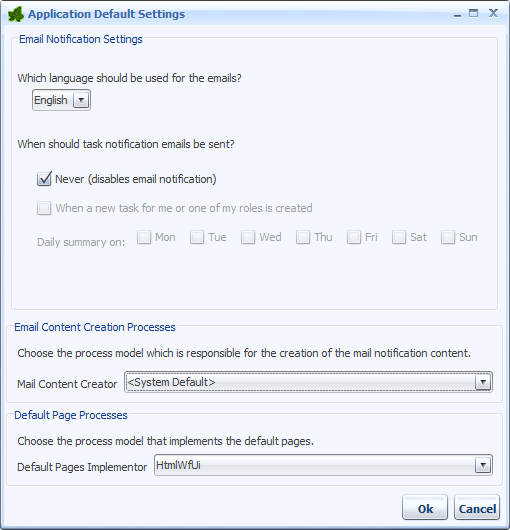 Application Default Settings
Email Notification Settings
Which language should be used for the emails?
English
When should task notification emails be sent?
Never (disables email notification)
When a new task for me or one of my roles is created
Daily summary on: Mon Tue Wed Thu Fri Sat Sun
Email Content Creation Processes
Choose the process model which is responsible for the creation of the mail notification content.
Mail Content Creator <System Default>
Default Page Processes
Choose the process model that implements the default pages.
Default Pages Implementor HtmlWfUi
Ok Cancel